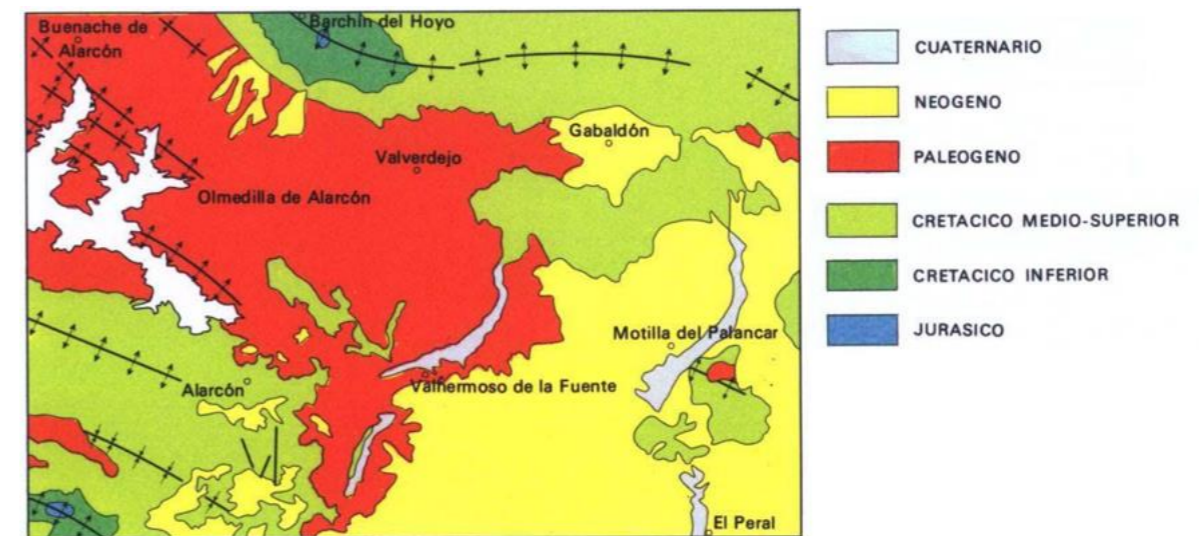 Buenache de
Alarcón
Barchin del Hoyo
Gabaldón
Valverdejo
Olmedilla de Alarcón
Motilla del Palancar
Alarcón
Valhermoso de la Fuente
El Peral
CUATERNARIO
NEOGENO
PALEOGENO
CRETACICO MEDIO-SUPERIOR
CRETACICO INFERIOR
JURASICO